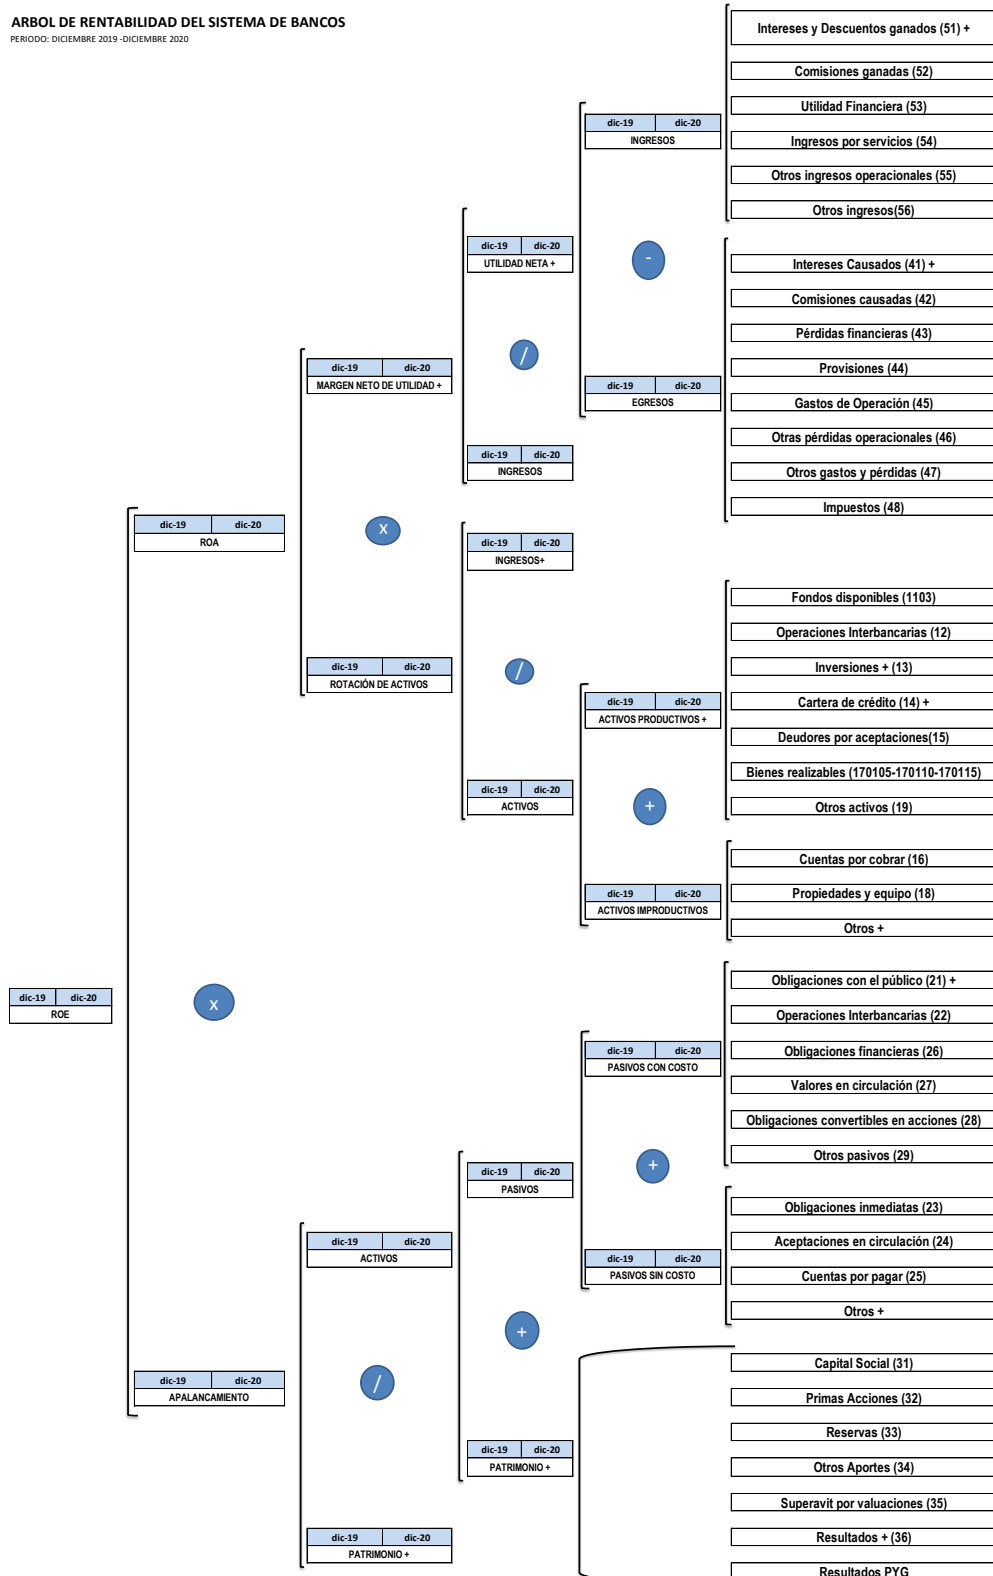 ARBOL DE RENTABILIDAD DEL SISTEMA DE BANCOS
PERIODO: DICIEMBRE 2019 -DICIEMBRE 2020
Intereses y Descuentos ganados (51) +
Comisiones ganadas (52)
Utilidad Financiera (53)
dic-19 dic-20
INGRESOS
Ingresos por servicios (54)
Otros ingresos operacionales (55)
Otros ingresos(56)
dic-19 dic-20
UTILIDAD NETA +
-
Intereses Causados (41) +
Comisiones causadas (42)
Pérdidas financieras (43)
/
dic-19 dic-20
MARGEN NETO DE UTILIDAD +
Provisiones (44)
dic-19 dic-20
EGRESOS
Gastos de Operación (45)
Otras pérdidas operacionales (46)
dic-19 dic-20
INGRESOS
Otros gastos y pérdidas (47)
Impuestos (48)
dic-19 dic-20
ROA
x
dic-19 dic-20
INGRESOS+
Fondos disponibles (1103)
Operaciones Interbancarias (12)
Inversiones + (13)
dic-19 dic-20
ROTACIÓN DE ACTIVOS
/
Cartera de crédito (14) +
dic-19 dic-20
ACTIVOS PRODUCTIVOS +
Deudores por aceptaciones(15)
Bienes realizables (170105-170110-170115)
dic-19 dic-20
ACTIVOS
+
Otros activos (19)
Cuentas por cobrar (16)
Propiedades y equipo (18)
dic-19 dic-20
ACTIVOS IMPRODUCTIVOS
Otros +
Obligaciones con el público (21) +
dic-19 dic-20
ROE
x
Operaciones Interbancarias (22)
Obligaciones financieras (26)
dic-19 dic-20
PASIVOS CON COSTO
Valores en circulación (27)
Obligaciones convertibles en acciones (28)
Otros pasivos (29)
+
dic-19 dic-20
PASIVOS
Obligaciones inmediatas (23)
Aceptaciones en circulación (24)
dic-19 dic-20
ACTIVOS
dic-19 dic-20
PASIVOS SIN COSTO
Cuentas por pagar (25)
Otros +
+
Capital Social (31)
dic-19 dic-20
APALANCAMIENTO
/
Primas Acciones (32)
Reservas (33)
dic-19 dic-20
PATRIMONIO +
Otros Aportes (34)
Superavit por valuaciones (35)
Resultados + (36)
dic-19 dic-20
PATRIMONIO +
Resultados PYG